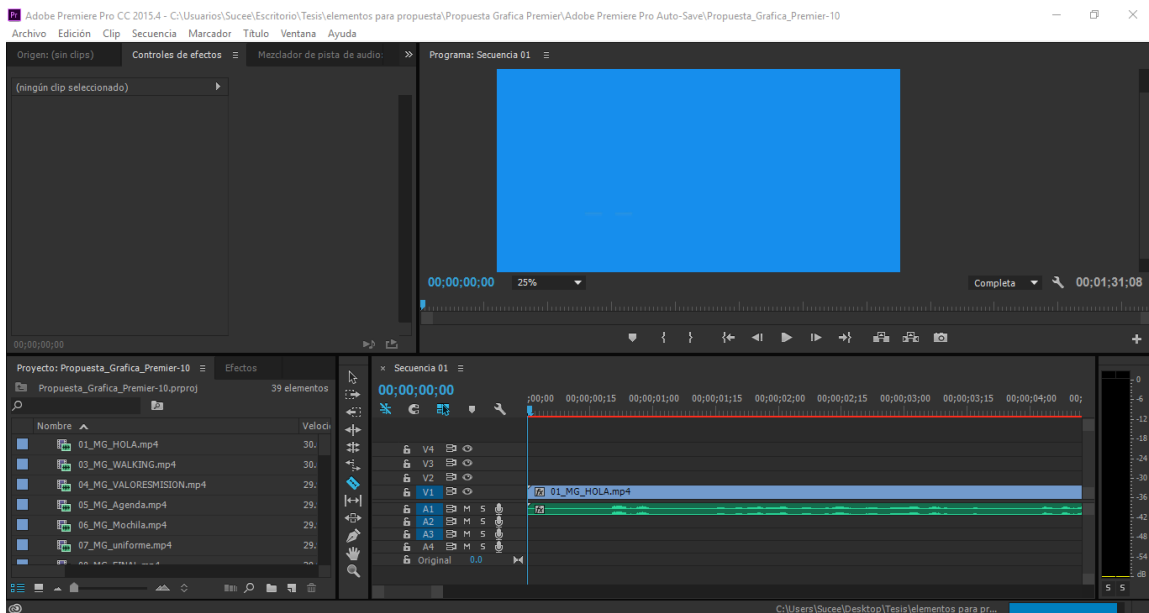 Adobe Premiere Pro CC 2015.4 - C:\Usuarios\Sucee\Escritorio\Tesis\elementos para propuesta\Propuesta Grafica Premier\Adobe Premiere Pro Auto-Save\Propuesta_Grafica_Premier-10
Archivo Edición Clip Secuencia Marcador Título Ventana Ayuda
Origen: (sin clips) Controles de efectos Mezclador de pista de audio: Programa: Secuencia 01
(ningún clip seleccionado)
00;00;00;00 25% Completa 00;01;31;08
00;00;00;00
Proyecto: Propuesta_Grafica_Premier-10 Efectos × Secuencia 01
Propuesta_Grafica_Premier-10.prproj 39 elementos 00;00;00;00
;00;00 00;00;00;15 00;00;01;00 00;00;01;15 00;00;02;00 00;00;02;15 00;00;03;00 00;00;03;15 00;00;04;00 00;
Nombre Veloci
01_MG_HOLA.mp4 30.
03_MG_WALKING.mp4 30.
04_MG_VALORESMISION.mp4 29.
05_MG_Agenda.mp4 29.
06_MG_Mochila.mp4 29.
07_MG_uniforme.mp4 29.
V4
V3
V2
V1 fx 01_MG_HOLA.mp4
A1 M S fx
A2 M S
A3 M S
A4 M S
Original 0.0
0
-6
-12
-18
-24
-30
-36
-42
-48
-54
dB
S S
C:\Users\Sucee\Desktop\Tesis\elementos para pr...